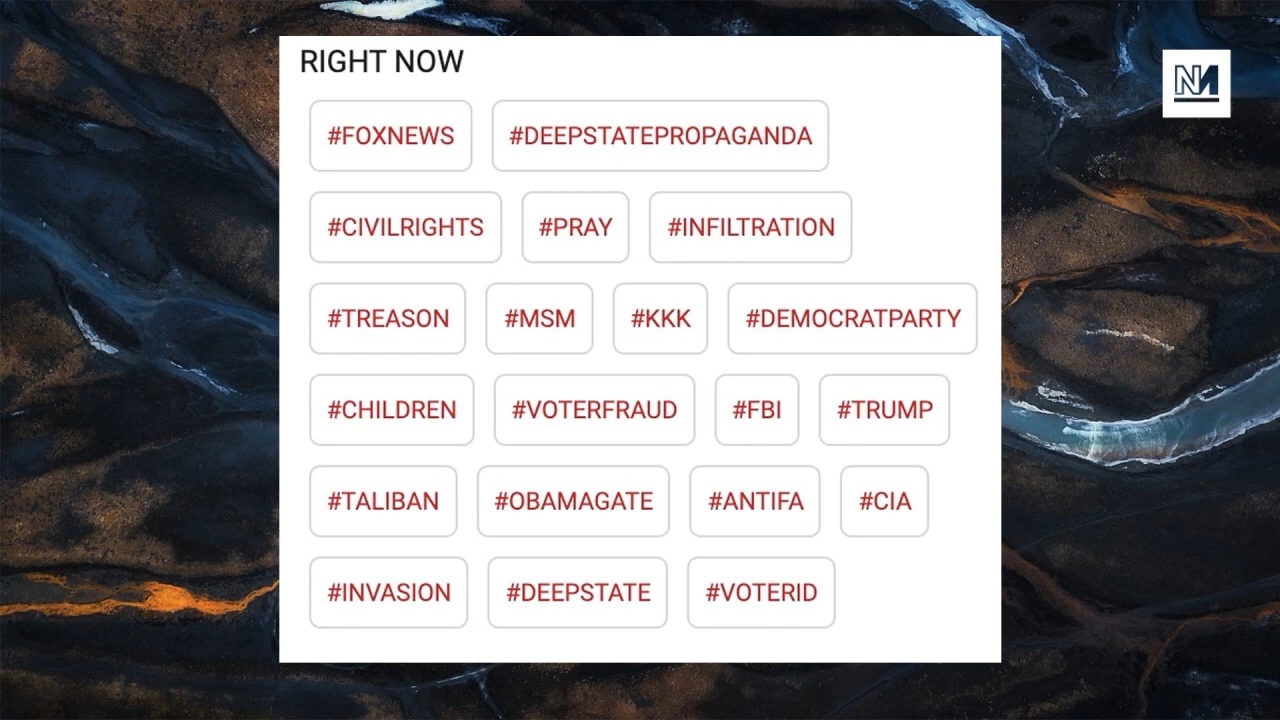 RIGHT NOW
#FOXNEWS #DEEPSTATEPROPAGANDA
#CIVILRIGHTS #PRAY #INFILTRATION
#TREASON #MSM #KKK #DEMOCRATPARTY
#CHILDREN #VOTERFRAUD #FBI #TRUMP
#TALIBAN #OBAMAGATE #ANTIFA #CIA
#INVASION #DEEPSTATE #VOTERID
NM